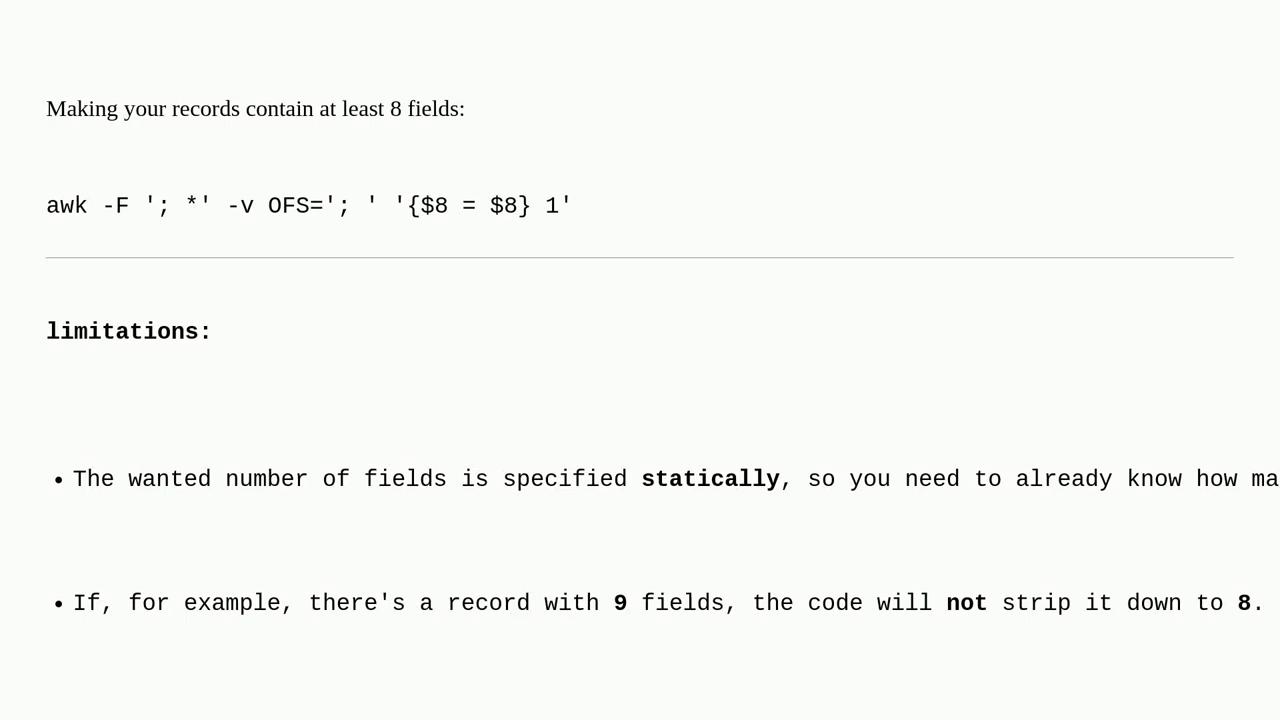 Making your records contain at least 8 fields:
awk -F '; *' -v OFS='; ' '{$8 = $8} 1'
limitations:
• The wanted number of fields is specified statically, so you need to already know how
• If, for example, there's a record with 9 fields, the code will not strip it down to 8.